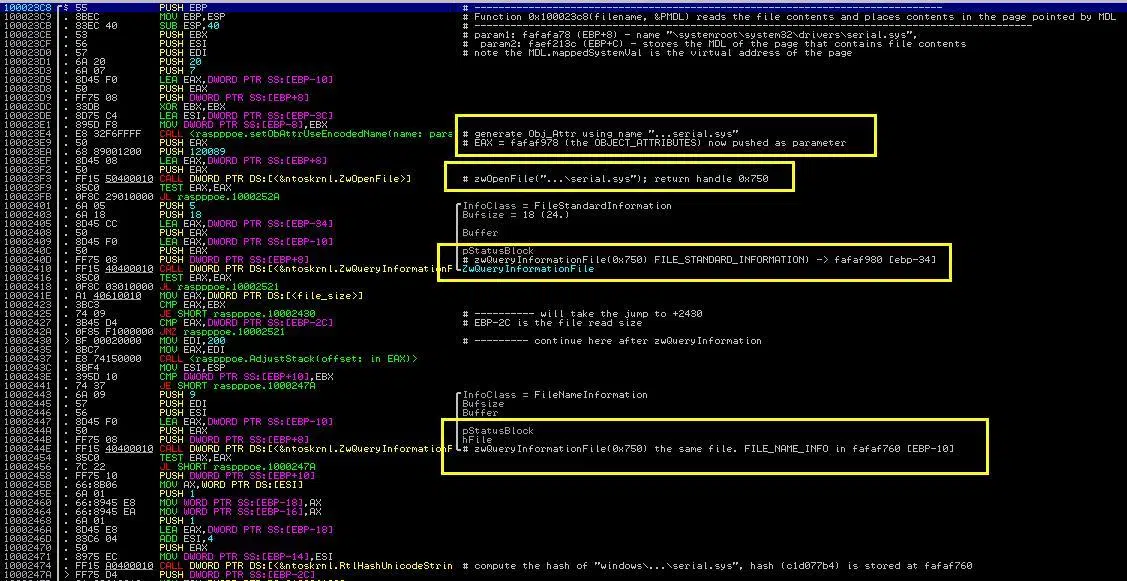 100023C8 r$ 55 PUSH EBP # ------------------------------------------------------------------------
100023C9 . 8BEC MOV EBP,ESP # Function 0x100023c8(filename, &PMDL) reads the file contents and places contents in the page pointed by MDL
100023CB . 83EC 40 SUB ESP,40 # ------------------------------------------------------------------------
100023CE . 53 PUSH EBX # param1: fafafa78 (EBP+8) - name "\systemroot\system32\drivers\serial.sys",
100023CF . 56 PUSH ESI # param2: faef213c (EBP+C) - stores the MDL of the page that contains file contents
100023D0 . 57 PUSH EDI # note the MDL.mappedSystemVal is the virtual address of the page
100023D1 . 6A 20 PUSH 20
100023D3 . 6A 07 PUSH 7
100023D5 . 8D45 F0 LEA EAX,DWORD PTR SS:[EBP-10]
100023D8 . 50 PUSH EAX
100023D9 . FF75 08 PUSH DWORD PTR SS:[EBP+8]
100023DC . 33DB XOR EBX,EBX
100023DE . 8D75 C4 LEA ESI,DWORD PTR SS:[EBP-3C]
100023E1 . 895D F8 MOV DWORD PTR SS:[EBP-8],EBX
100023E4 . E8 32F6FFFF CALL <raspppoe.setObAttrUseEncodedName(name: para # generate Obj_Attr using name "...serial.sys"
100023E9 . 50 PUSH EAX # EAX = fafaf978 (the OBJECT_ATTRIBUTES) now pushed as parameter
100023EA . 68 89001200 PUSH 120089
100023EF . 8D45 08 LEA EAX,DWORD PTR SS:[EBP+8]
100023F2 . 50 PUSH EAX
100023F3 . FF15 50400010 CALL DWORD PTR DS:[<&ntoskrnl.ZwOpenFile>] # zwOpenFile("...\serial.sys"); return handle 0x750
100023F9 . 85C0 TEST EAX,EAX
100023FB . 0F8C 29010000 JL raspppoe.1000252A
10002401 . 6A 05 PUSH 5 InfoClass = FileStandardInformation
10002403 . 6A 18 PUSH 18 Bufsize = 18 (24.)
10002405 . 8D45 CC LEA EAX,DWORD PTR SS:[EBP-34]
10002408 . 50 PUSH EAX Buffer
10002409 . 8D45 F0 LEA EAX,DWORD PTR SS:[EBP-10]
1000240C . 50 PUSH EAX pStatusBlock
1000240D . FF75 08 PUSH DWORD PTR SS:[EBP+8] # zwQueryInformationFile(0x750) FILE_STANDARD_INFORMATION) -> fafaf980 [ebp-34]
10002410 . FF15 40400010 CALL DWORD PTR DS:[<&ntoskrnl.ZwQueryInformationF ZwQueryInformationFile
10002416 . 85C0 TEST EAX,EAX
10002418 . 0F8C 03010000 JL raspppoe.10002521
1000241E . A1 40610010 MOV EAX,DWORD PTR DS:[<file_size>]
10002423 . 3BC3 CMP EAX,EBX
10002425 . 74 09 JE SHORT raspppoe.10002430 # ---------- will take the jump to +2430
10002427 . 3B45 D4 CMP EAX,DWORD PTR SS:[EBP-2C] # EBP-2C is the file read size
1000242A . 0F85 F1000000 JNZ raspppoe.10002521
10002430 > BF 00020000 MOV EDI,200 # --------- continue here after zwQueryInformation
10002435 . 8BC7 MOV EAX,EDI
10002437 . E8 74150000 CALL <raspppoe.AdjustStack(offset: in EAX)>
1000243C . 8BF4 MOV ESI,ESP
1000243E . 395D 10 CMP DWORD PTR SS:[EBP+10],EBX
10002441 . 74 37 JE SHORT raspppoe.1000247A
10002443 . 6A 09 PUSH 9 InfoClass = FileNameInformation
10002445 . 57 PUSH EDI Bufsize
10002446 . 56 PUSH ESI Buffer
10002447 . 8D45 F0 LEA EAX,DWORD PTR SS:[EBP-10]
1000244A . 50 PUSH EAX pStatusBlock
1000244B . FF75 08 PUSH DWORD PTR SS:[EBP+8] hFile
1000244E . FF15 40400010 CALL DWORD PTR DS:[<&ntoskrnl.ZwQueryInformationF # zwQueryInformationFile(0x750) the same file. FILE_NAME_INFO in fafaf760 [EBP-10]
10002454 . 85C0 TEST EAX,EAX
10002456 . 7C 22 JL SHORT raspppoe.1000247A
10002458 . FF75 10 PUSH DWORD PTR SS:[EBP+10]
1000245B . 66:8B06 MOV AX,WORD PTR DS:[ESI]
1000245E . 6A 01 PUSH 1
10002460 . 66:8945 E8 MOV WORD PTR SS:[EBP-18],AX
10002464 . 66:8945 EA MOV WORD PTR SS:[EBP-16],AX
10002468 . 6A 01 PUSH 1
1000246A . 8D45 E8 LEA EAX,DWORD PTR SS:[EBP-18]
1000246D . 83C6 04 ADD ESI,4
10002470 . 50 PUSH EAX
10002471 . 8975 EC MOV DWORD PTR SS:[EBP-14],ESI
10002474 . FF15 A0400010 CALL DWORD PTR DS:[<&ntoskrnl.RtlHashUnicodeStrin # compute the hash of "windows\...\serial.sys", hash (c1d077b4) is stored at fafaf760
1000247A > FF75 D4 PUSH DWORD PTR SS:[EBP-2C]